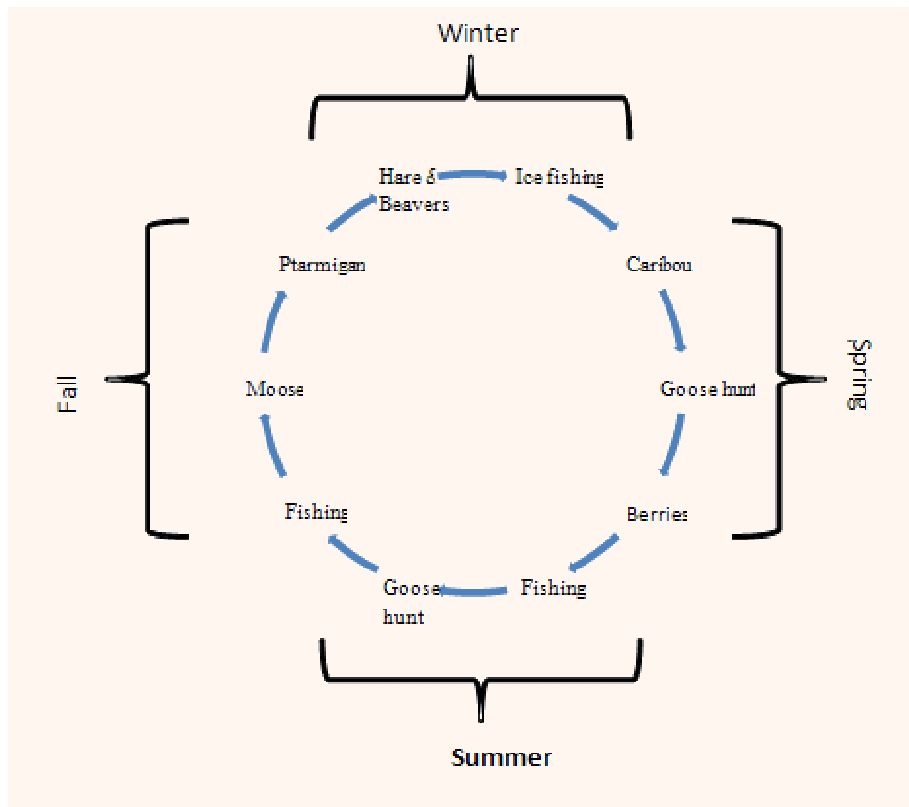 Winter
Hare &
Beavers
Ice fishing
Ptarmigan
Caribou
Fall
Moose
Goose hunt
Spring
Fishing
Berries
Goose
hunt
Fishing
Summer